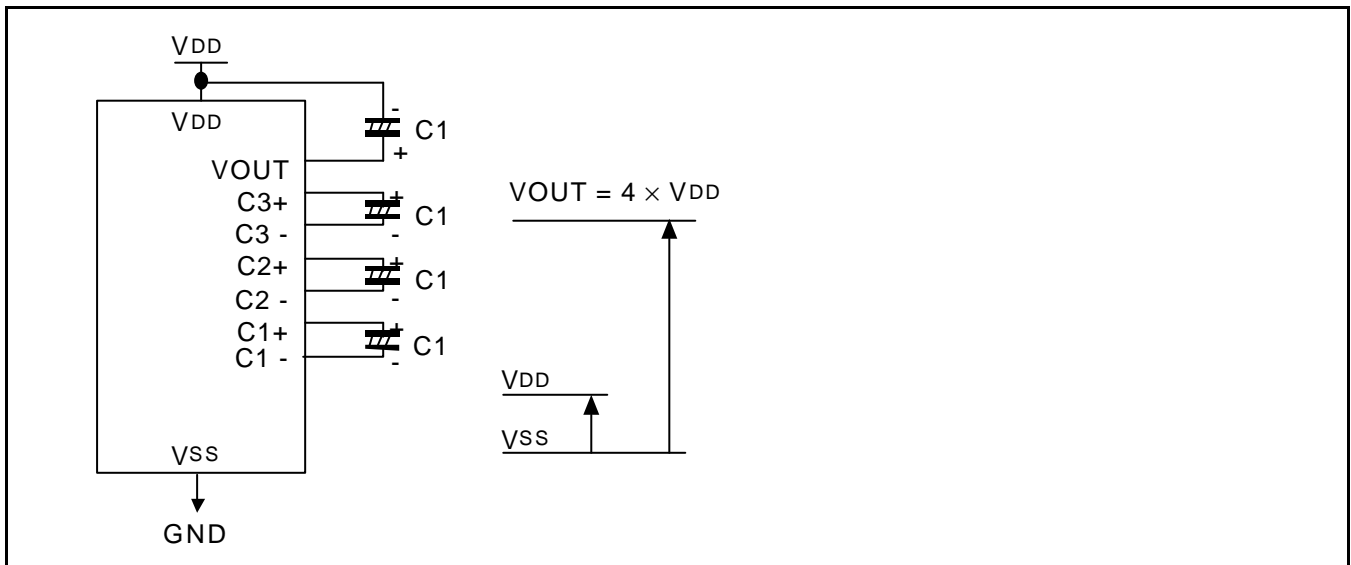 VDD
VDD
- C1
VOUT +
C3+ + C1
C3 - -
C2+ + C1
C2 - -
C1+ + C1
C1 - -
VSS
GND
VOUT = 4 × VDD
VDD
VSS